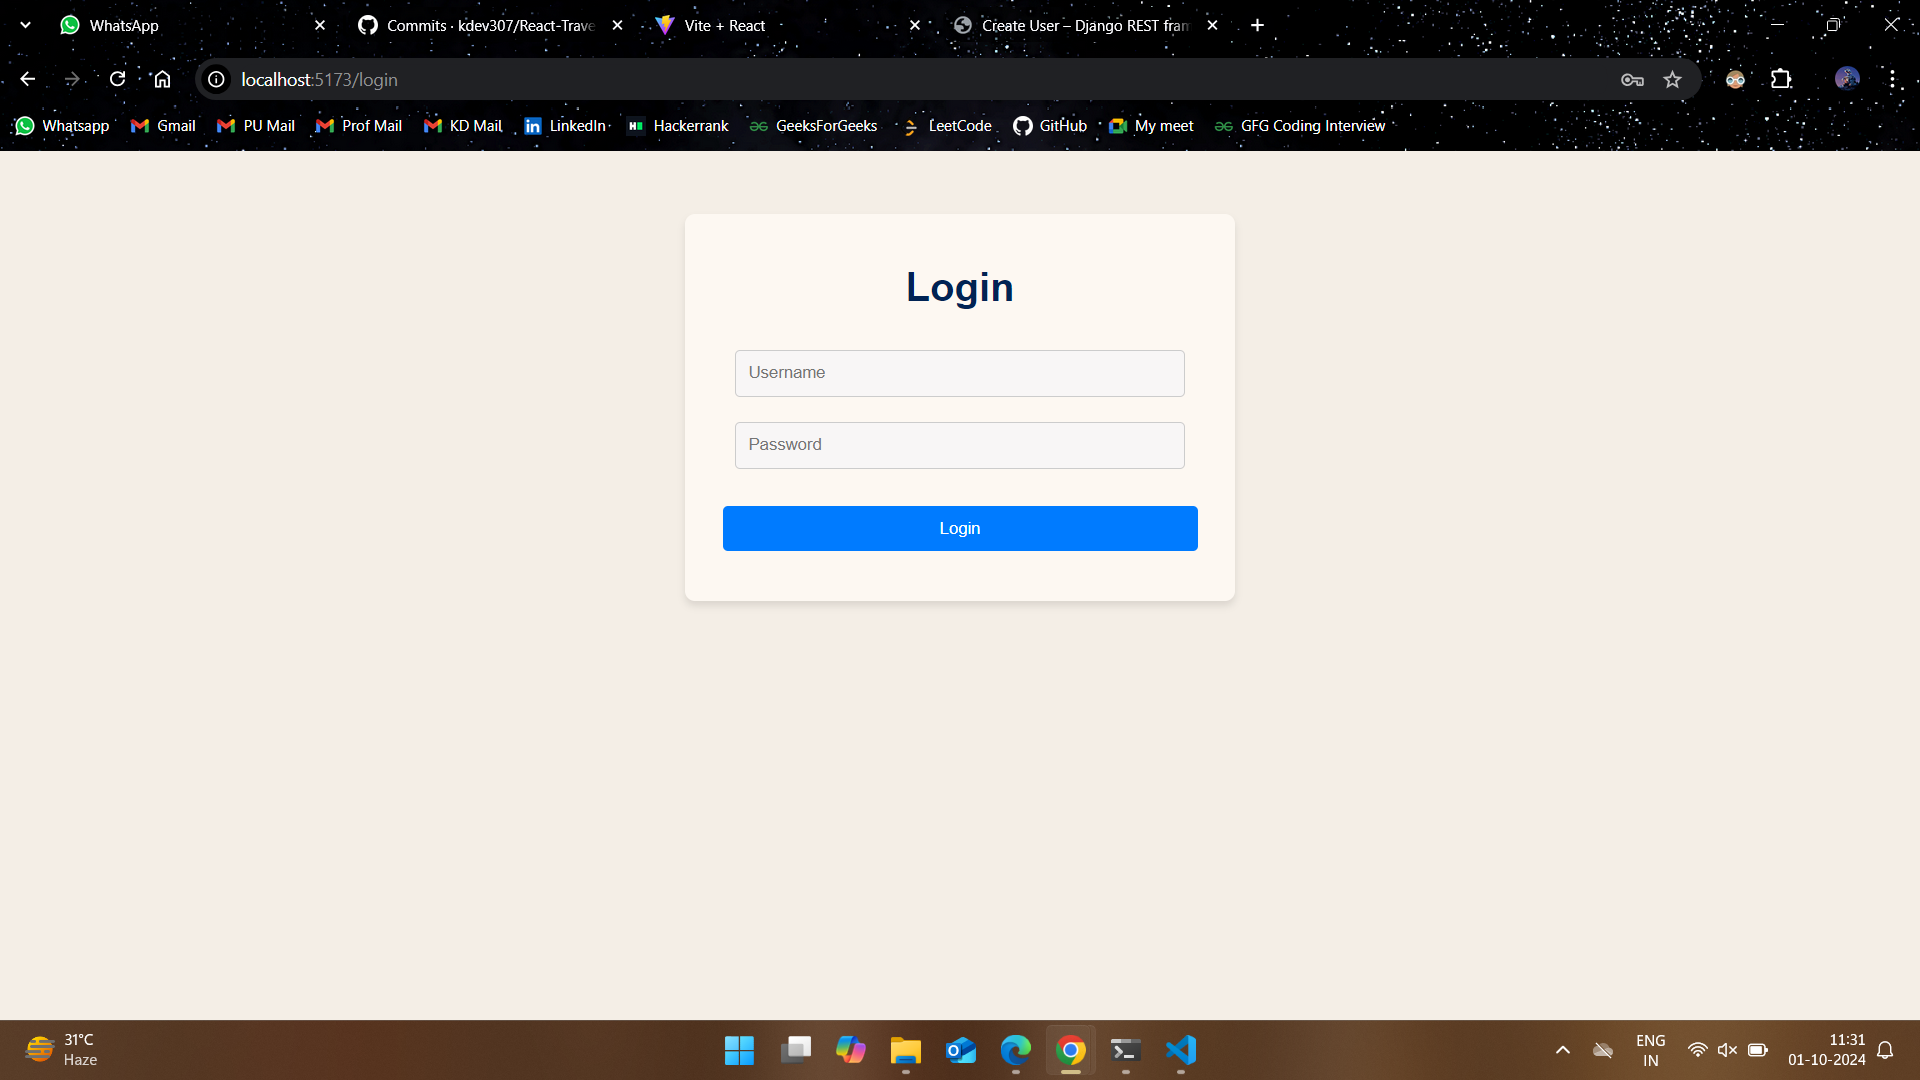 WhatsApp
Commits · kdev307/React-Trave
Vite + React
Create User – Django REST fram
localhost:5173/login
Whatsapp
Gmail
PU Mail
Prof Mail
KD Mail
LinkedIn
Hackerrank
GeeksForGeeks
LeetCode
GitHub
My meet
GFG Coding Interview
Login
Username
Password
Login
31°C
Haze
ENG
IN
11:31
01-10-2024